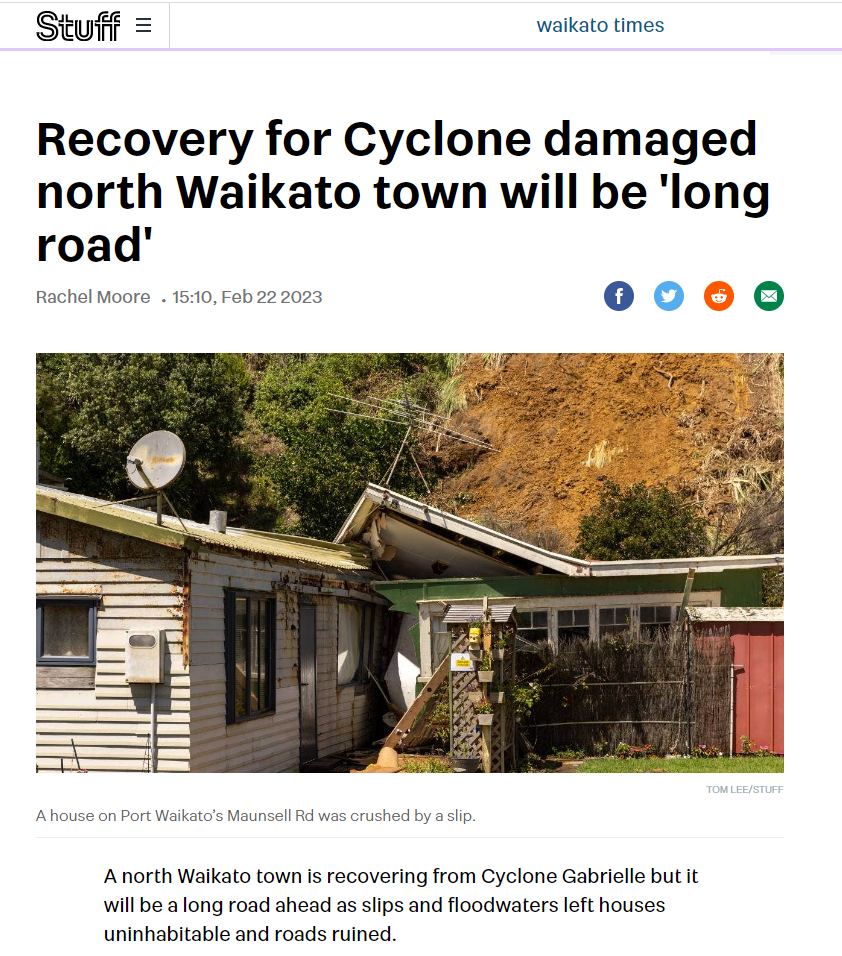 Stuff
waikato times
Recovery for Cyclone damaged
north Waikato town will be 'long
road'
Rachel Moore . 15:10, Feb 22 2023
TOM LEE/STUFF
A house on Port Waikato’s Maunsell Rd was crushed by a slip.
A north Waikato town is recovering from Cyclone Gabrielle but it
will be a long road ahead as slips and floodwaters left houses
uninhabitable and roads ruined.